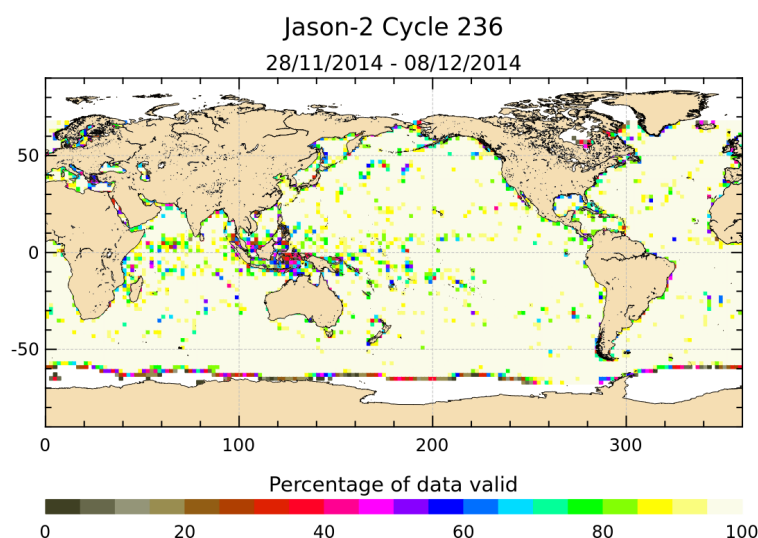 Jason-2 Cycle 236
28/11/2014 - 08/12/2014
50
0
-50
0 100 200 300
Percentage of data valid
0 20 40 60 80 100